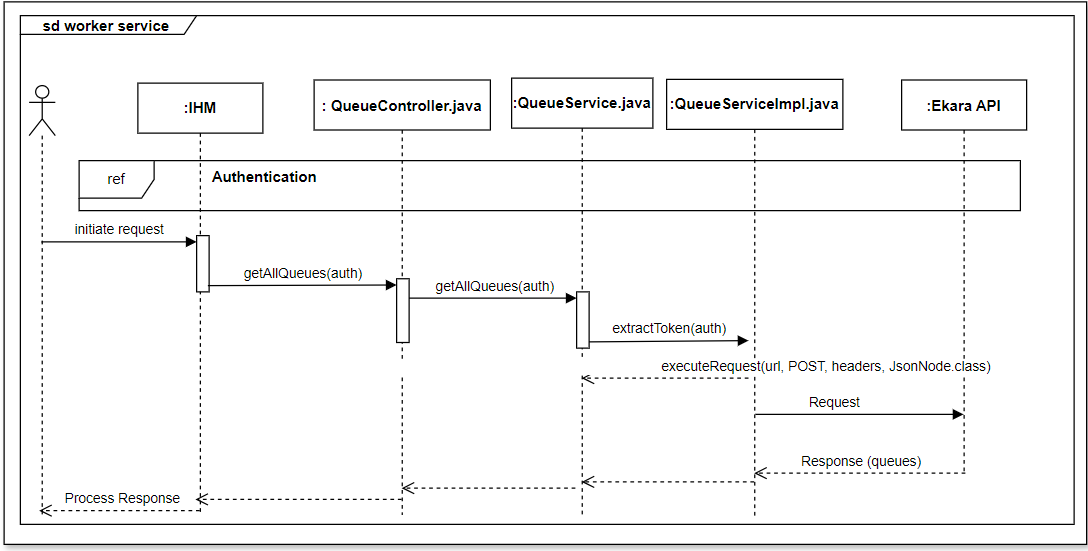 sd worker service
:IHM
: QueueController.java
:QueueService.java
:QueueServiceImpl.java
:Ekara API
ref
Authentication
initiate request
getAllQueues(auth)
getAllQueues(auth)
extractToken(auth)
executeRequest(url, POST, headers, JsonNode.class)
Request
Response (queues)
Process Response